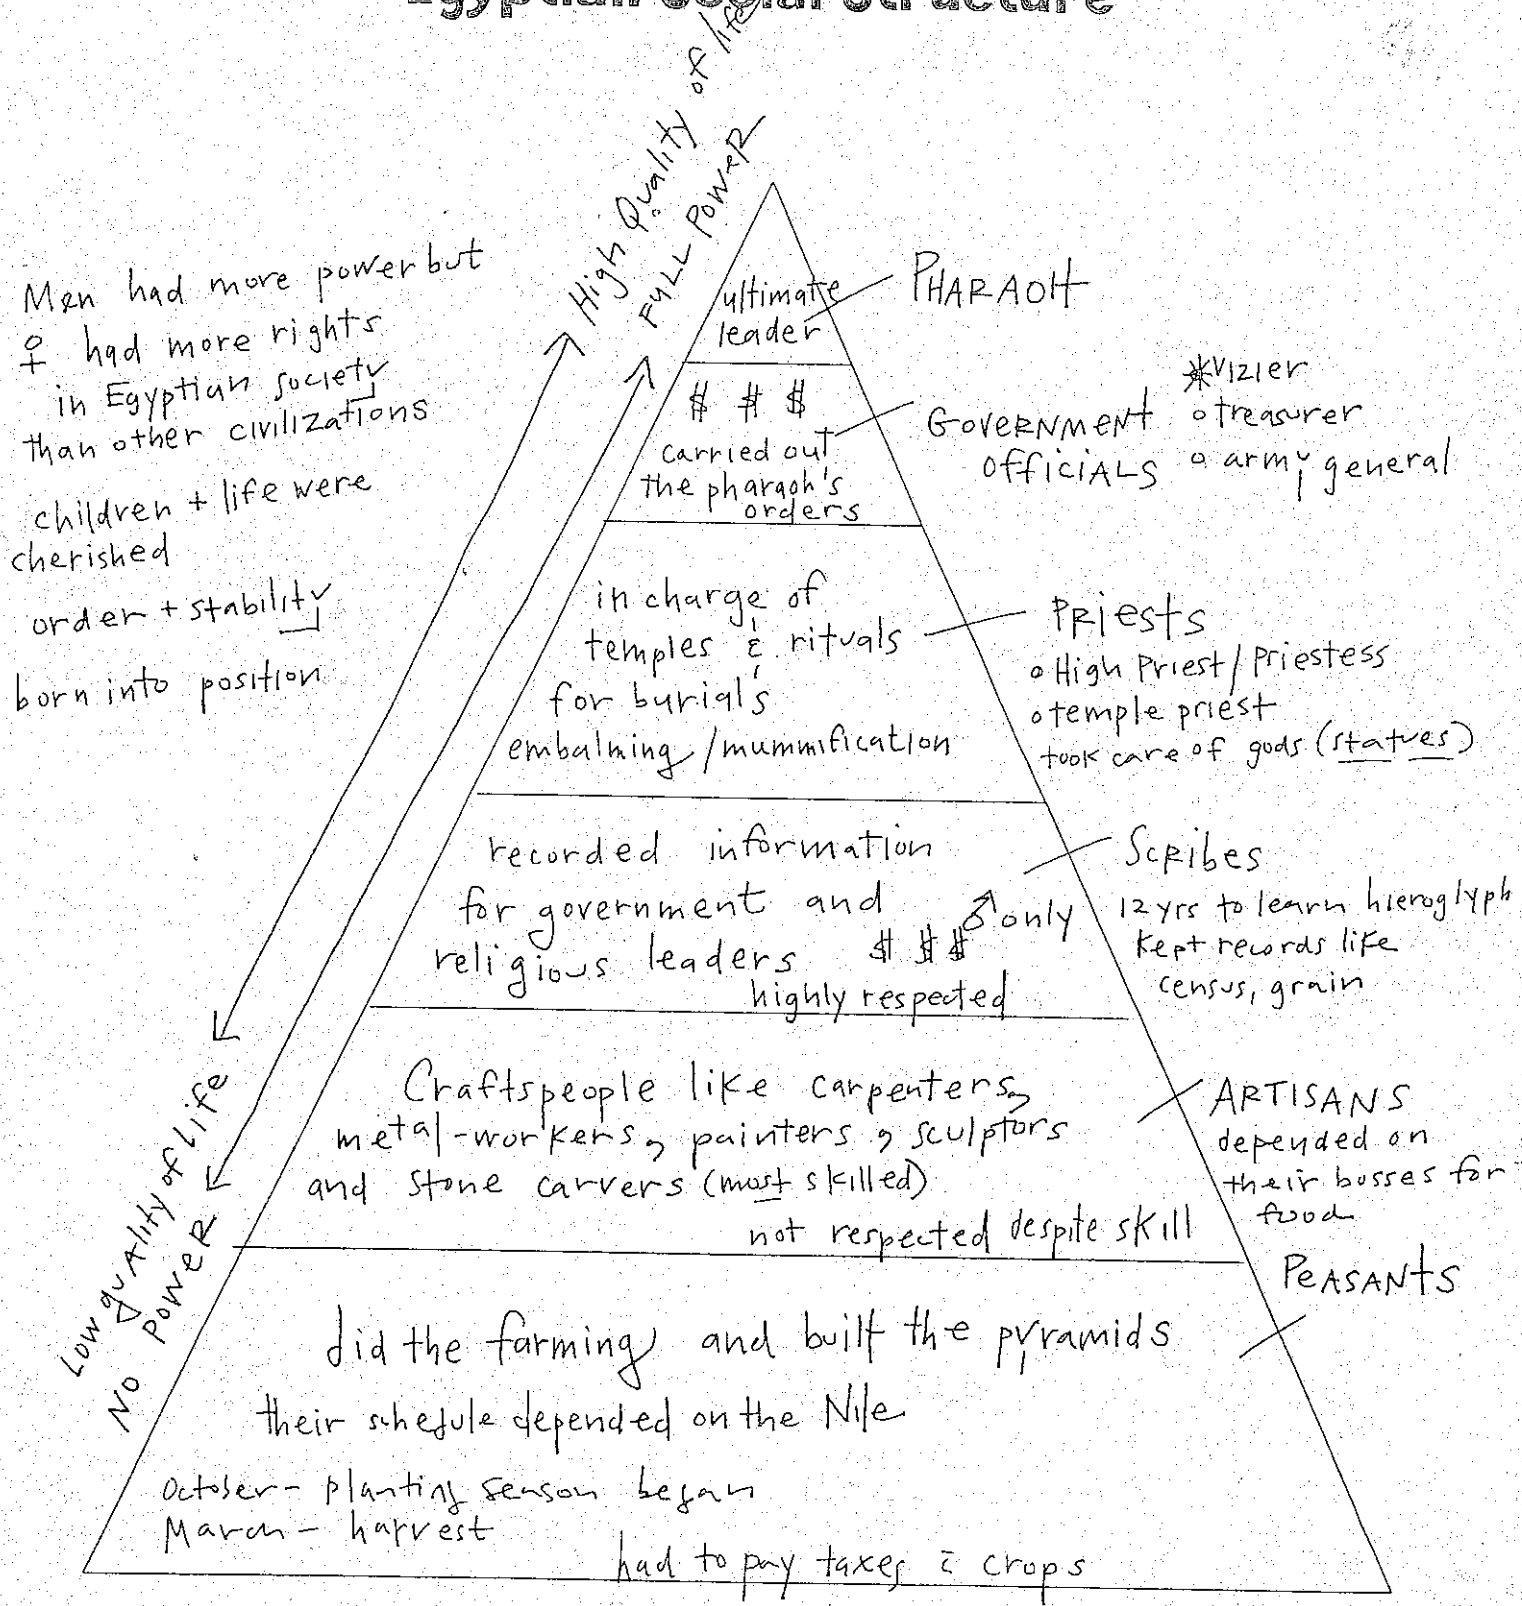 Egyptian Social Structure
High Quality of life
FULL POWER
Men had more power but
♀ had more rights
in Egyptian society
than other civilizations
children + life were
cherished
order + stability
born into position
ultimate
leader
PHARAOH
$ $ $
carried out
the pharaoh's
orders
GOVERNMENT
OFFICIALS
*Vizier
o treasurer
o army general
in charge of
temples & rituals
for burials
embalming/mummification
PRiests
o High Priest/Priestess
o temple priest
took care of gods (statues)
recorded information
for government and
religious leaders $ $ $
♂ only
highly respected
Scribes
12 yrs to learn hieroglyph
kept records like
census, grain
Craftspeople like carpenters,
metal-workers, painters, sculptors
and stone carvers (most skilled)
not respected despite skill
ARTISANS
depended on
their bosses for
food
Low quality of life
NO POWER
PEASANTS
did the farming and built the pyramids
their schedule depended on the Nile
October - planting season began
March - harvest
had to pay taxes c̄ crops